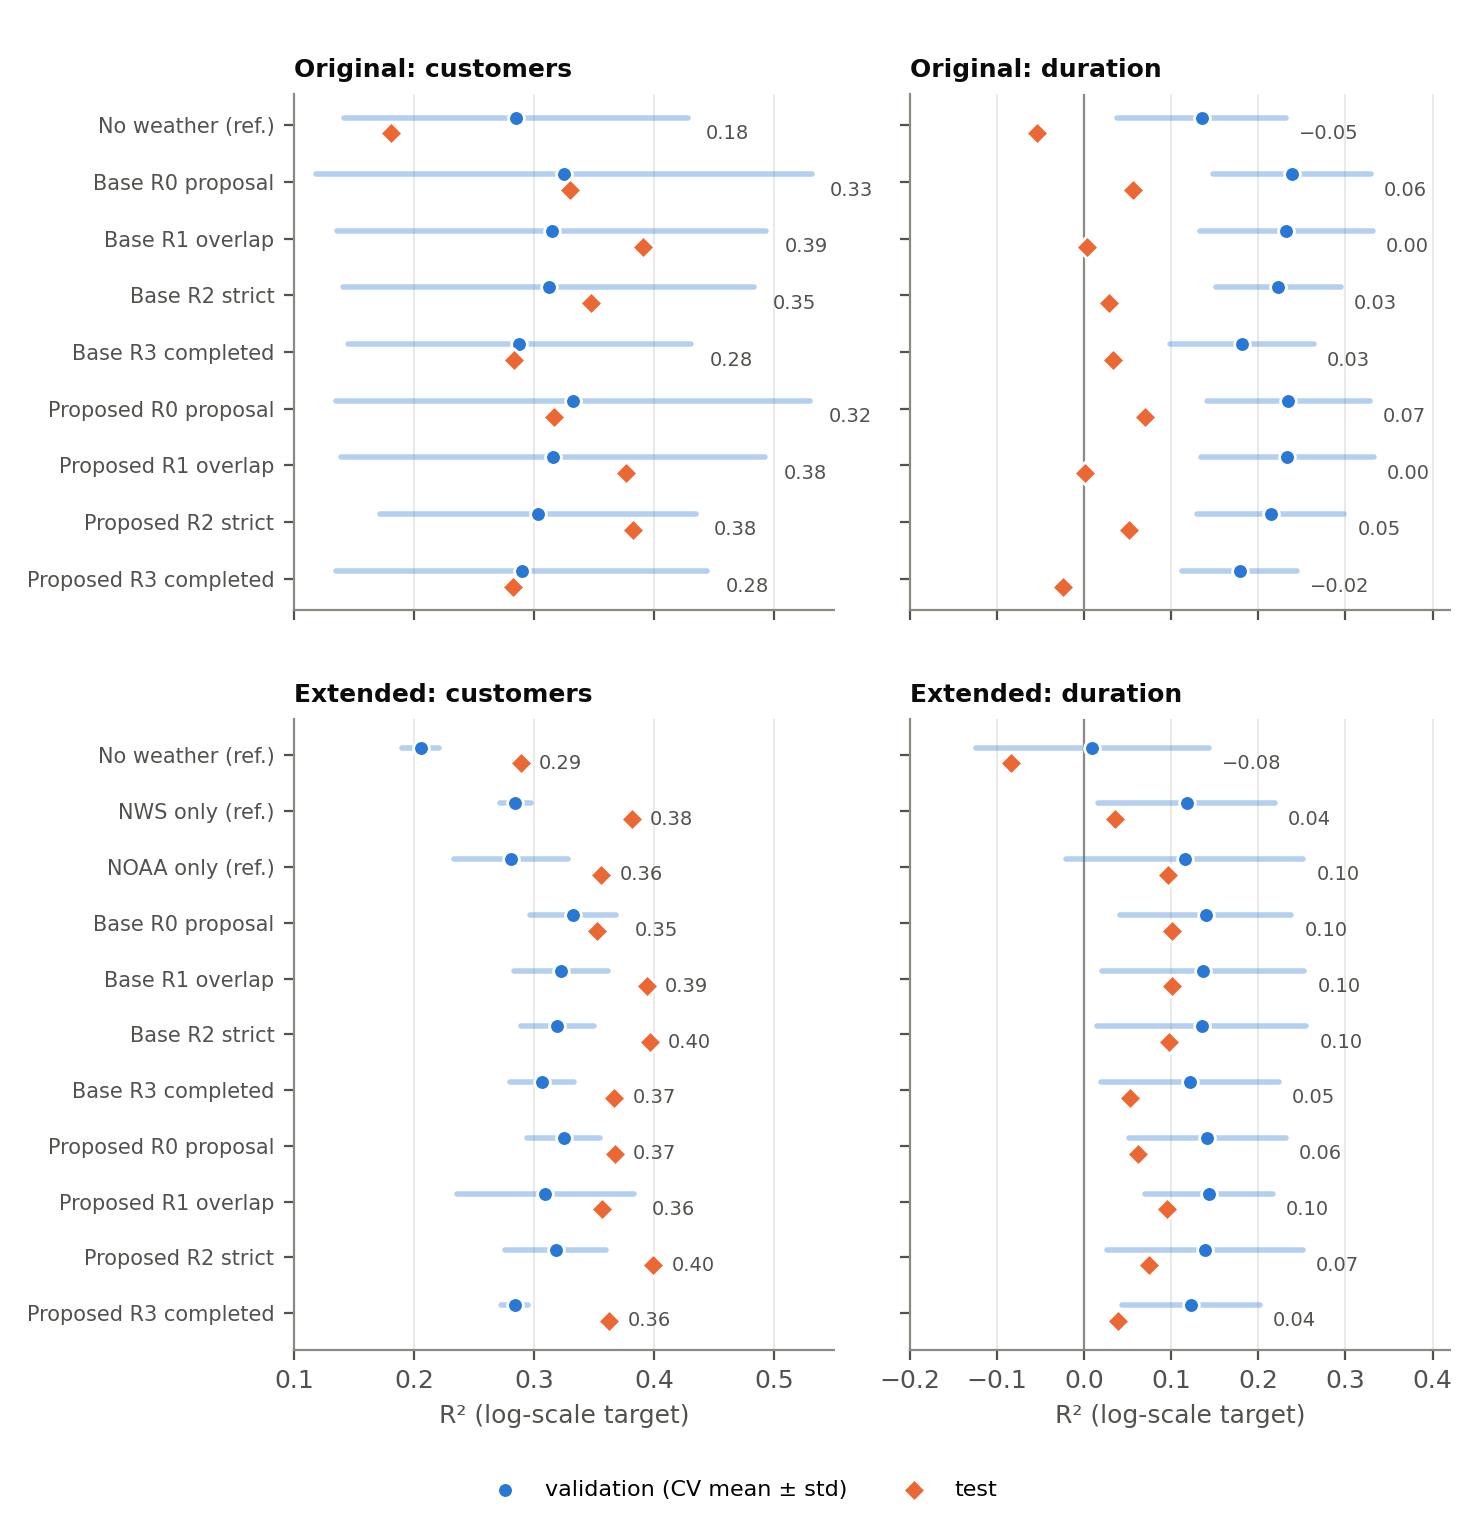 Original: customers
Original: duration
No weather (ref.)
0.18
−0.05
Base R0 proposal
0.33
0.06
Base R1 overlap
0.39
0.00
Base R2 strict
0.35
0.03
Base R3 completed
0.28
0.03
Proposed R0 proposal
0.32
0.07
Proposed R1 overlap
0.38
0.00
Proposed R2 strict
0.38
0.05
Proposed R3 completed
0.28
−0.02
Extended: customers
Extended: duration
No weather (ref.)
0.29
−0.08
NWS only (ref.)
0.38
0.04
NOAA only (ref.)
0.36
0.10
Base R0 proposal
0.35
0.10
Base R1 overlap
0.39
0.10
Base R2 strict
0.40
0.10
Base R3 completed
0.37
0.05
Proposed R0 proposal
0.37
0.06
Proposed R1 overlap
0.36
0.10
Proposed R2 strict
0.40
0.07
Proposed R3 completed
0.36
0.04
0.1 0.2 0.3 0.4 0.5
−0.2 −0.1 0.0 0.1 0.2 0.3 0.4
R² (log-scale target)
R² (log-scale target)
validation (CV mean ± std)
test